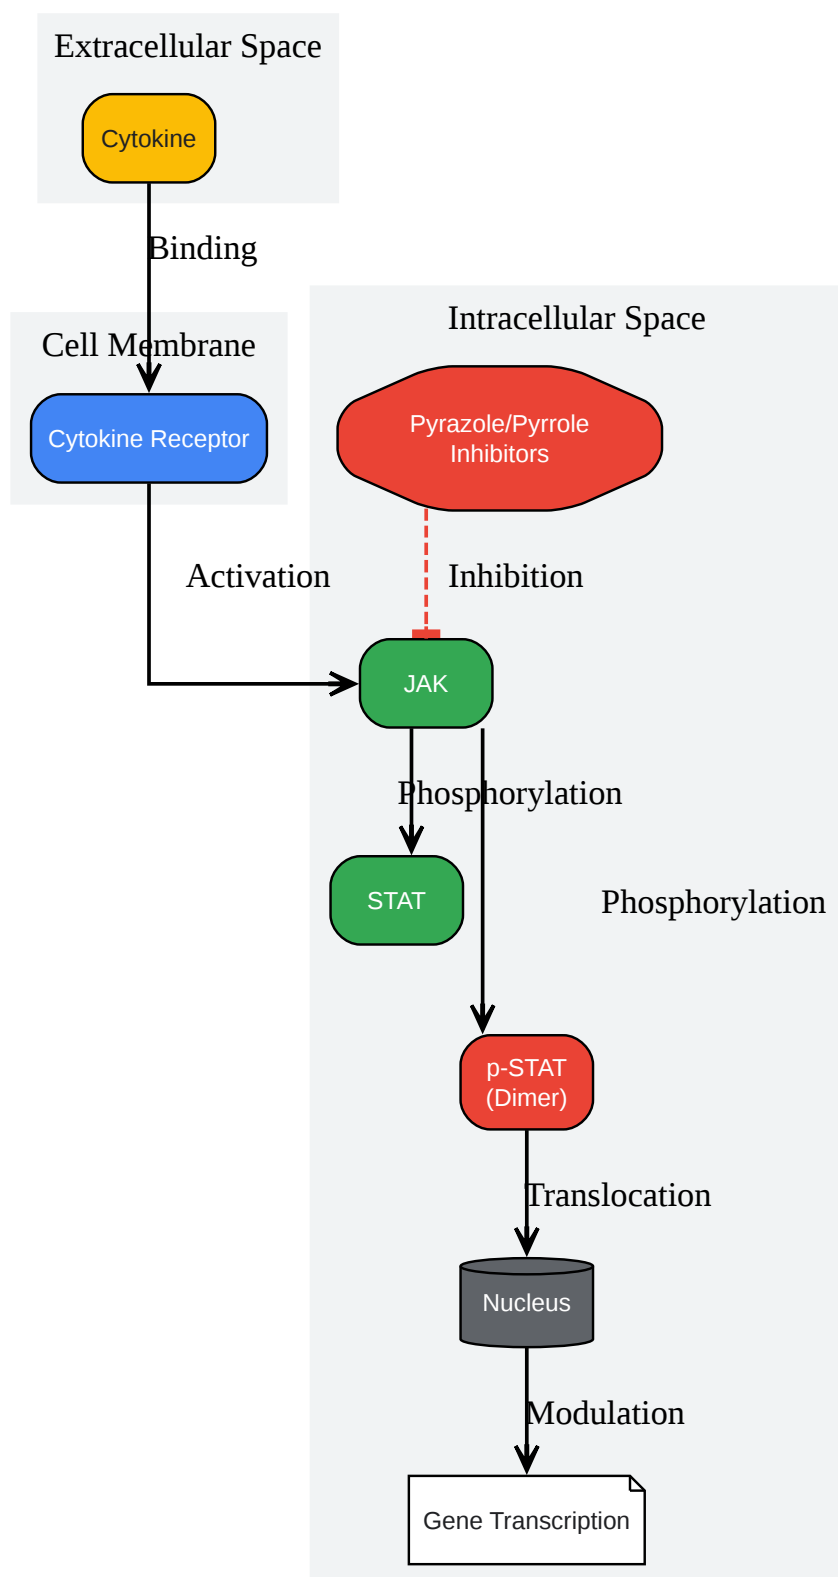 Extracellular Space
Cytokine
Binding
Intracellular Space
Cell Membrane
Pyrazole/Pyrrole
Inhibitors
Cytokine Receptor
Activation
Inhibition
JAK
Phosphorylation
STAT
Phosphorylation
p-STAT
(Dimer)
Translocation
Nucleus
Modulation
Gene Transcription